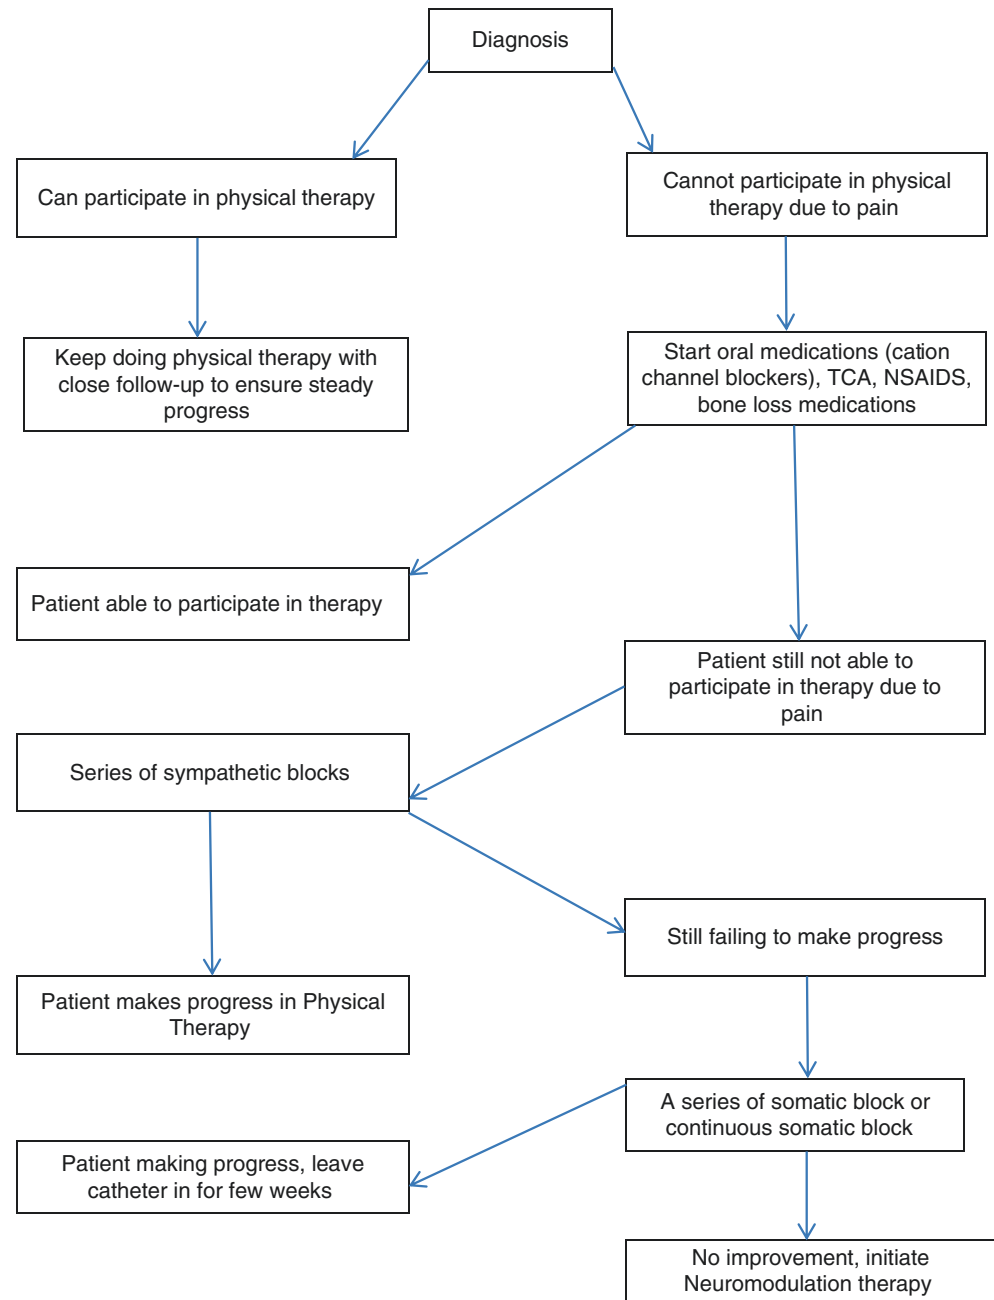 Diagnosis
Can participate in physical therapy
Cannot participate in physical
therapy due to pain
Keep doing physical therapy with
close follow-up to ensure steady
progress
Start oral medications (cation
channel blockers), TCA, NSAIDS,
bone loss medications
Patient able to participate in therapy
Patient still not able to
participate in therapy due to
pain
Series of sympathetic blocks
Still failing to make progress
Patient makes progress in Physical
Therapy
A series of somatic block or
continuous somatic block
Patient making progress, leave
catheter in for few weeks
No improvement, initiate
Neuromodulation therapy